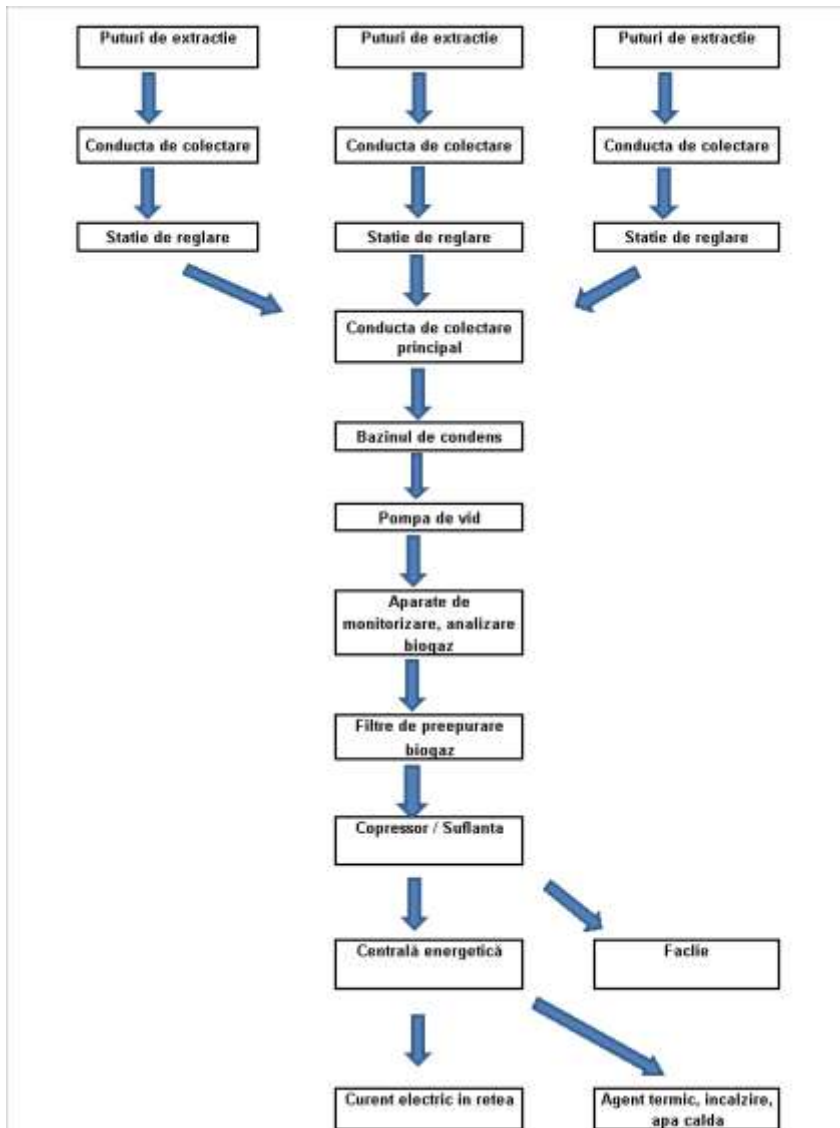 Puturi de extractie
Puturi de extractie
Puturi de extractie
Conducta de colectare
Conducta de colectare
Conducta de colectare
Statie de reglare
Statie de reglare
Statie de reglare
Conducta de colectare
principal
Bazinul de condens
Pompa de vid
Aparate de
monitorizare, analizare
biogaz
Filtre de preepurare
biogaz
Copressor / Suflanta
Centrală energetică
Faclie
Curent electric in retea
Agent termic, incalzire,
apa calda